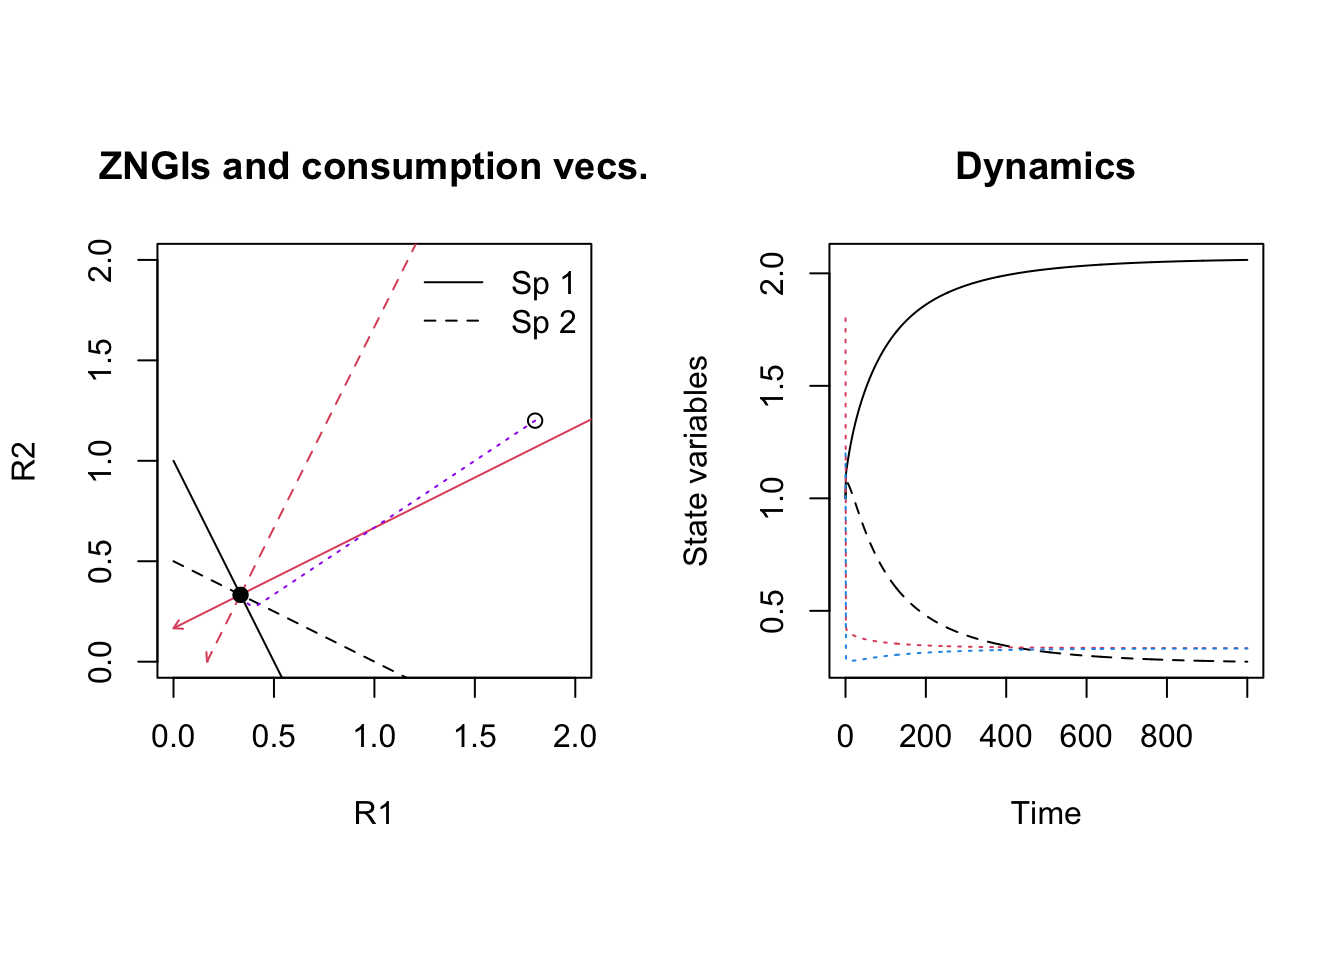 ZNGIs and consumption vecs.
R2
2.0
1.5
1.0
0.5
0.0
Sp 1
Sp 2
0.0 0.5 1.0 1.5 2.0
R1
Dynamics
State variables
2.0
1.5
1.0
0.5
0 200 400 600 800
Time